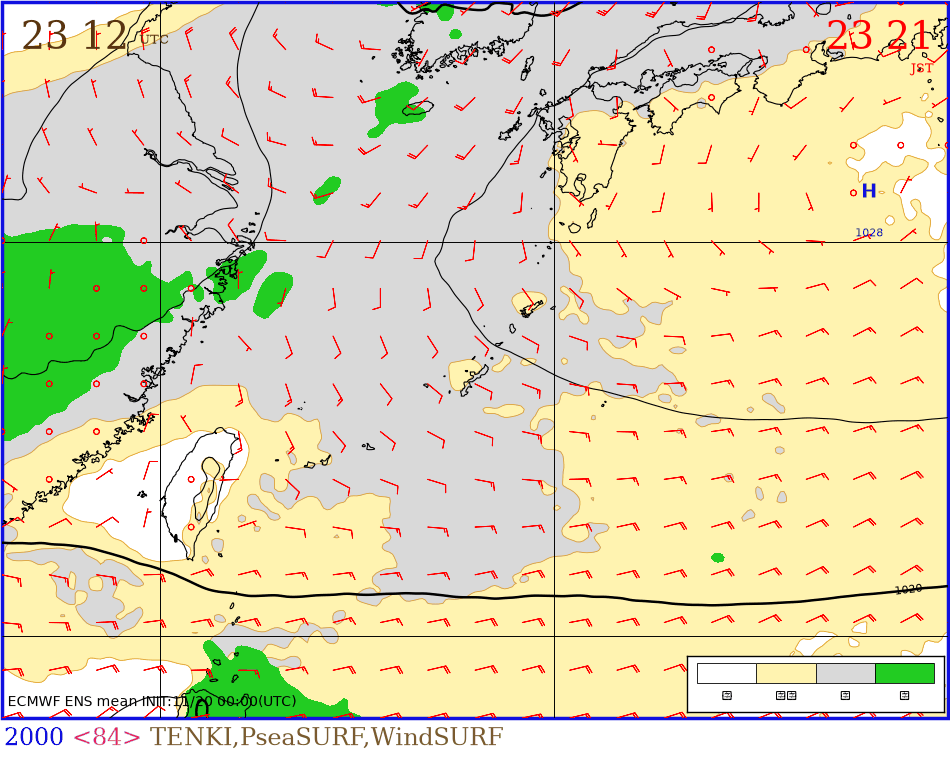 23 12 UTC
23 21
JST
H
1028
1020
ECMWF ENS mean INIT:11/20 00:00(UTC)
0
2000 <84> TENKI,PseaSURF,WindSURF